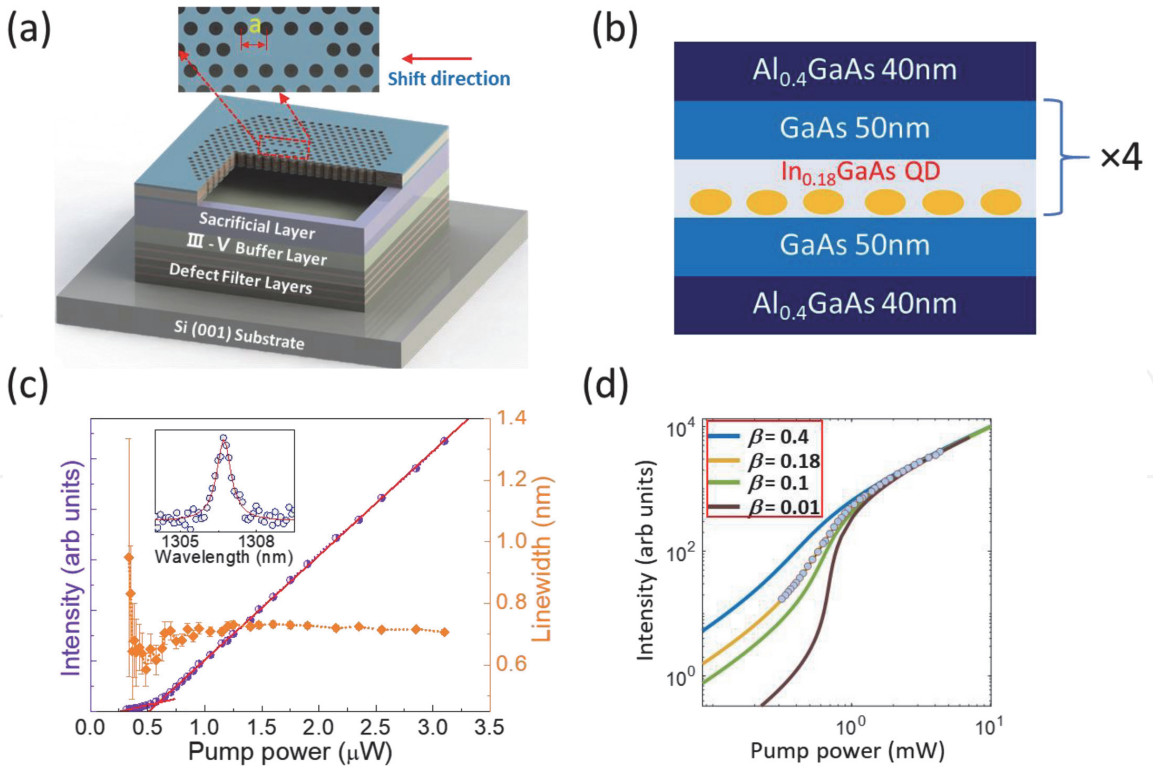 (a)
a
Shift direction
Sacrificial Layer
Ⅲ-Ⅴ Buffer Layer
Defect Filter Layers
Si (001) Substrate
(b)
Al0.4GaAs 40nm
GaAs 50nm
In0.18GaAs QD
×4
GaAs 50nm
Al0.4GaAs 40nm
(c)
Intensity (arb units)
1305 1308
Wavelength (nm)
1.4
1.2
1.0
0.8
0.6
Linewidth (nm)
0.0 0.5 1.0 1.5 2.0 2.5 3.0 3.5
Pump power (μW)
(d)
Intensity (arb units)
10^4
10^2
10^0
β = 0.4
β = 0.18
β = 0.1
β = 0.01
10^0 10^1
Pump power (mW)